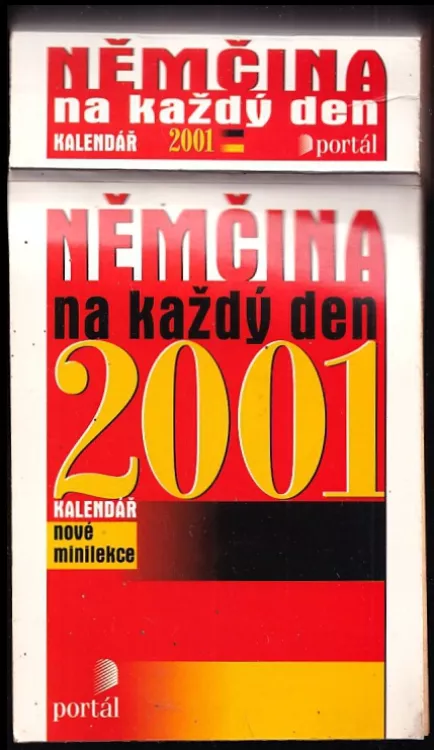 NĚMČINA
na každý den
KALENDÁŘ 2001 portál
NĚMČINA
na každý den
2001
KALENDÁŘ
nové
minilekce
portál